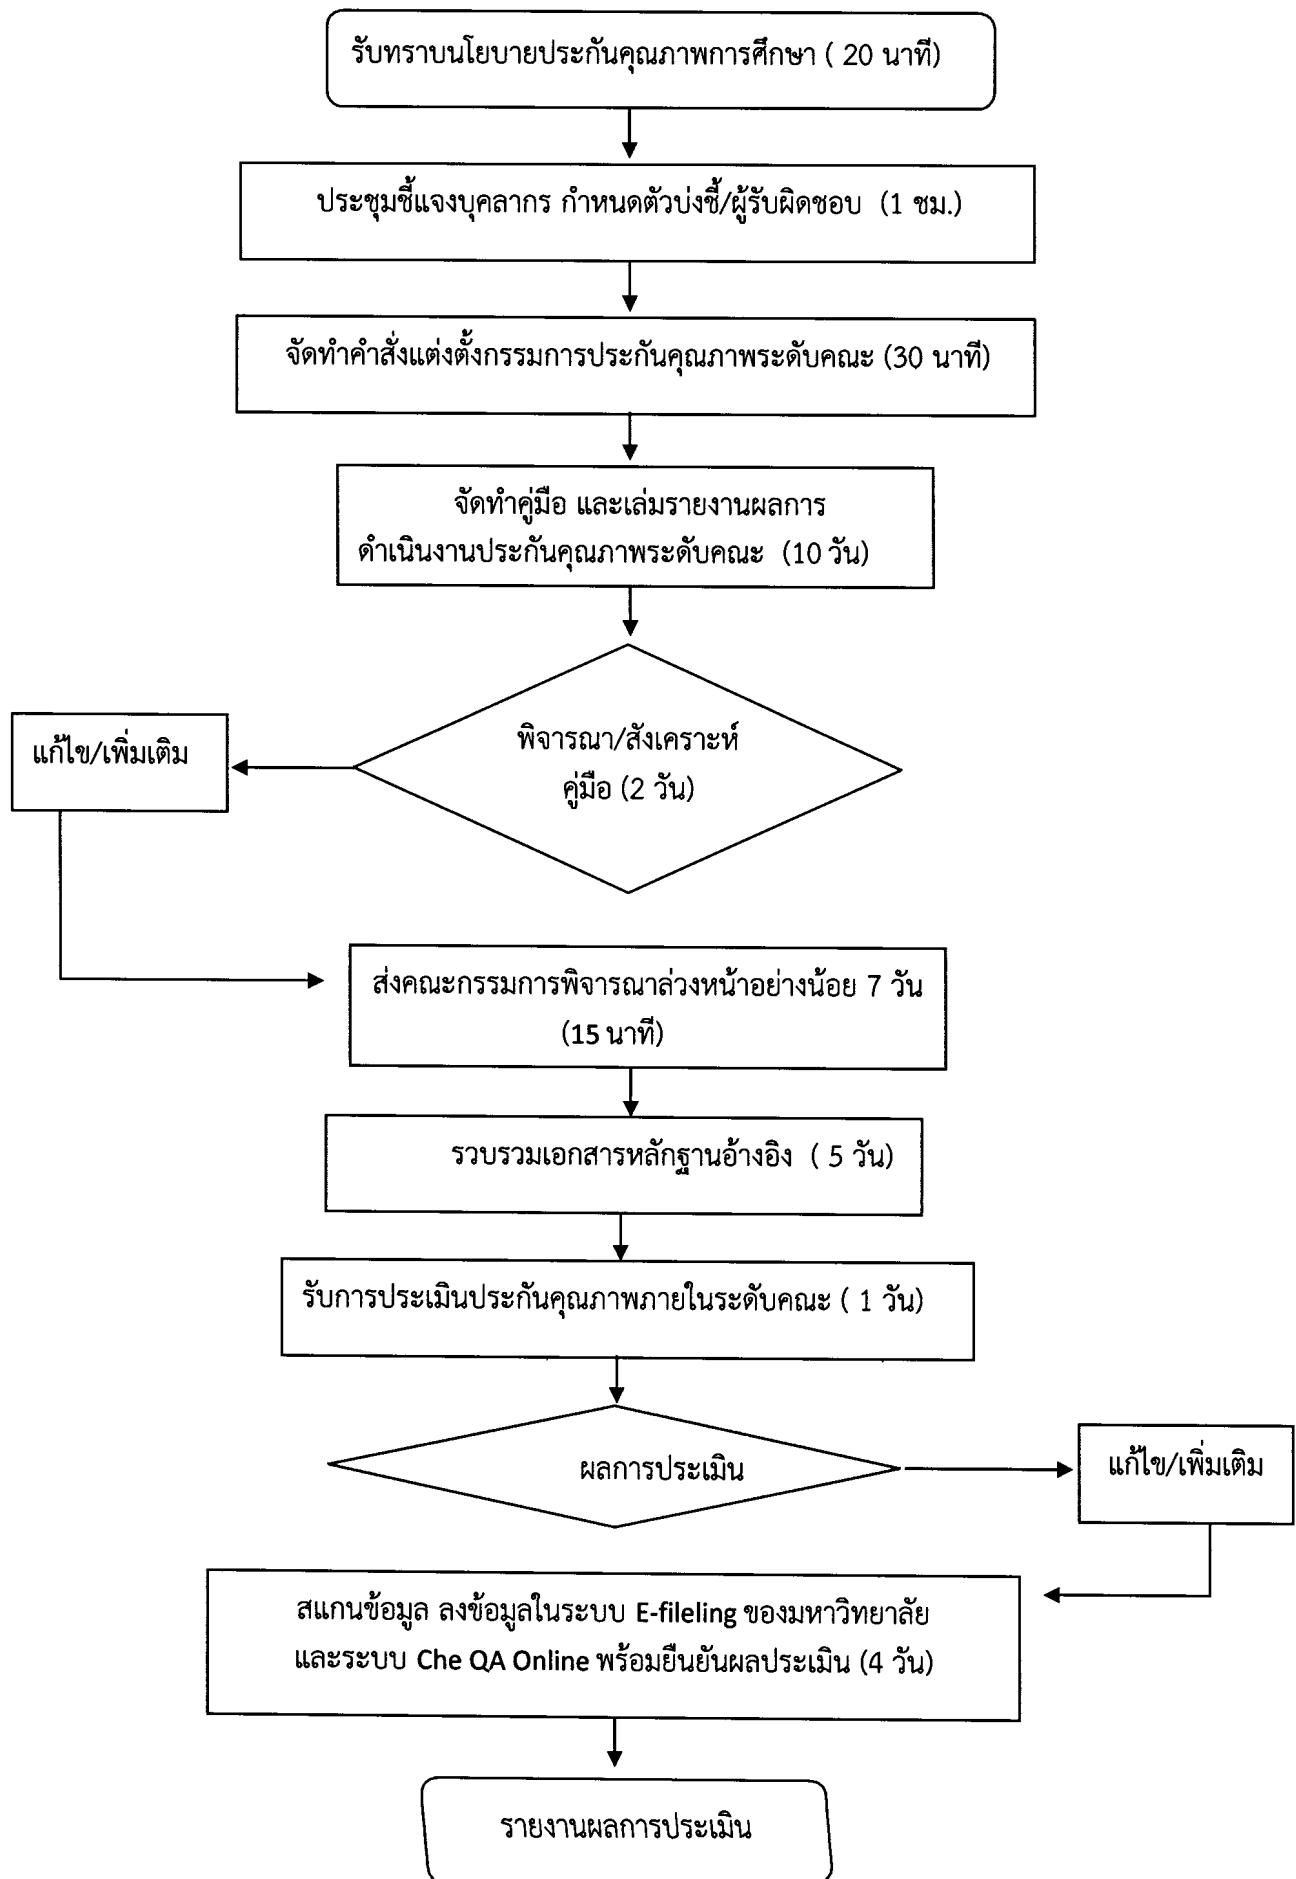 รับทราบนโยบายประกันคุณภาพการศึกษา ( 20 นาที)
ประชุมชี้แจงบุคลากร กำหนดตัวบ่งชี้/ผู้รับผิดชอบ (1 ชม.)
จัดทำคำสั่งแต่งตั้งกรรมการประกันคุณภาพระดับคณะ (30 นาที)
จัดทำคู่มือ และเล่มรายงานผลการ
ดำเนินงานประกันคุณภาพระดับคณะ (10 วัน)
พิจารณา/สังเคราะห์
คู่มือ (2 วัน)
แก้ไข/เพิ่มเติม
ส่งคณะกรรมการพิจารณาล่วงหน้าอย่างน้อย 7 วัน
(15 นาที)
รวบรวมเอกสารหลักฐานอ้างอิง ( 5 วัน)
รับการประเมินประกันคุณภาพภายในระดับคณะ ( 1 วัน)
ผลการประเมิน
แก้ไข/เพิ่มเติม
สแกนข้อมูล ลงข้อมูลในระบบ E-fileling ของมหาวิทยาลัย
และระบบ Che QA Online พร้อมยืนยันผลประเมิน (4 วัน)
รายงานผลการประเมิน